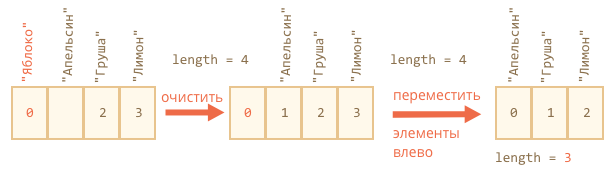 "Яблоко"
"Апельсин"
"Груша"
"Лимон"
0
2
3
очистить
length = 4
"Апельсин"
"Груша"
"Лимон"
0
1
2
3
length = 4
переместить
элементы
влево
"Апельсин"
"Груша"
"Лимон"
0
1
2
length = 3